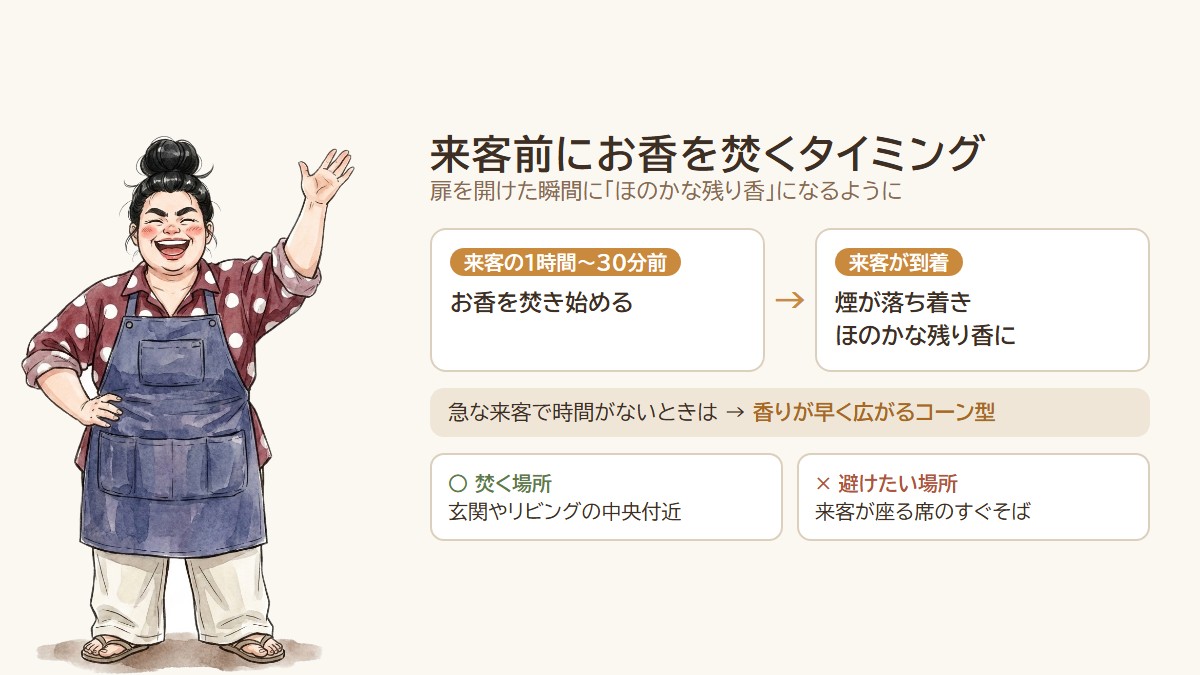 来客前にお香を焚くタイミング
扉を開けた瞬間に「ほのかな残り香」になるように
来客の1時間〜30分前
お香を焚き始める
→
来客が到着
煙が落ち着き
ほのかな残り香に
急な来客で時間がないときは → 香りが早く広がるコーン型
○ 焚く場所
玄関やリビングの中央付近
× 避けたい場所
来客が座る席のすぐそば